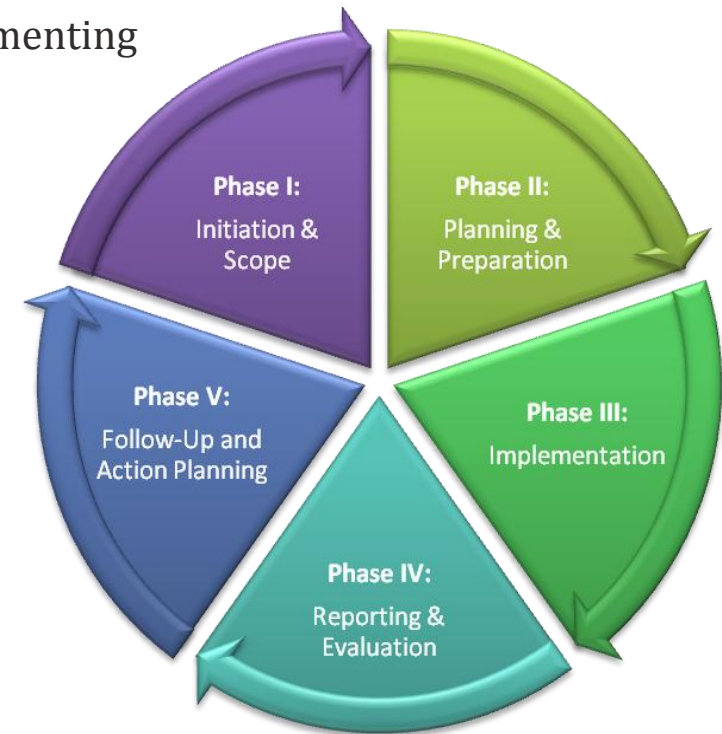 menting
Phase I:
Initiation &
Scope
Phase II:
Planning &
Preparation
Phase III:
Implementation
Phase IV:
Reporting &
Evaluation
Phase V:
Follow-Up and
Action Planning